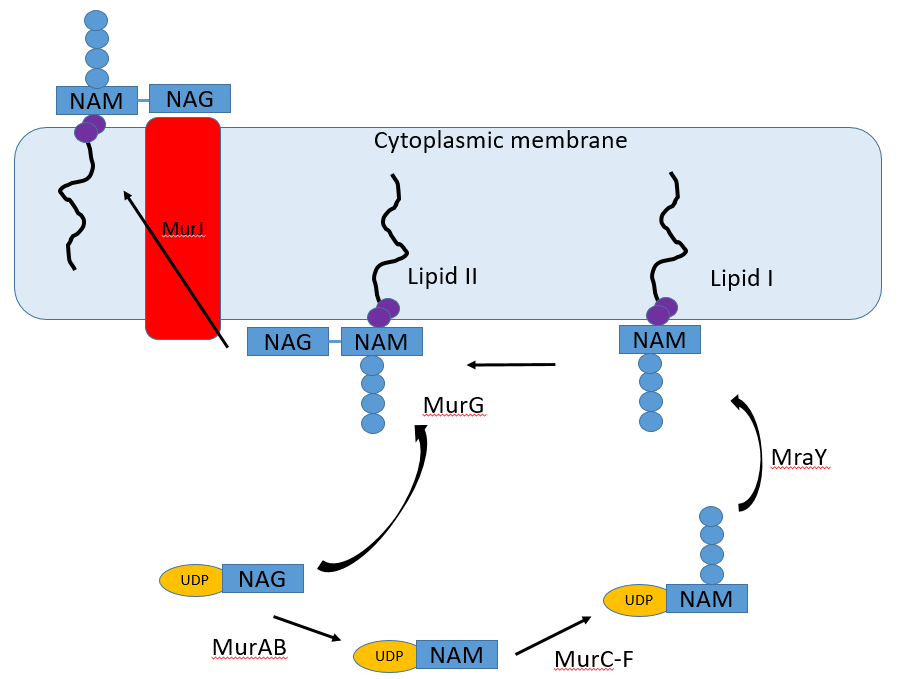 NAM
NAG
Cytoplasmic membrane
MurJ
Lipid II
Lipid I
NAG
NAM
NAM
MurG
MraY
UDP
NAG
UDP
NAM
MurAB
UDP
NAM
MurC-F